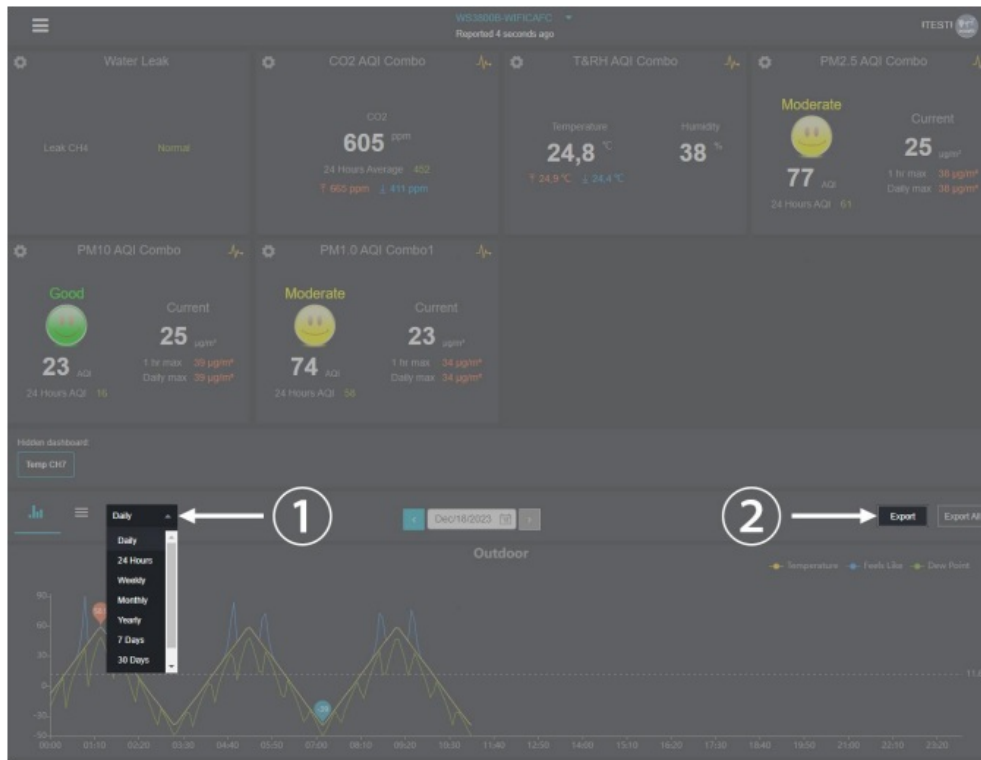 WS3800B-WIFICAFC
Reported 4 seconds ago
ITESTI
Water Leak
Leak CH4 Normal
CO2 AQI Combo
CO2
605 ppm
24 Hours Average 452
665 ppm 411 ppm
T&RH AQI Combo
Temperature Humidity
24,8 °C 38 %
24,9 °C 24.4 °C
PM2.5 AQI Combo
Moderate
Current
25 µg/m³
77 AQI
1 hr max 38 µg/m³
Daily max 38 µg/m³
24 Hours AQI 61
PM10 AQI Combo
Good
Current
25 µg/m³
23 AQI
1 hr max 39 µg/m³
Daily max 39 µg/m³
24 Hours AQI 16
PM1.0 AQI Combo1
Moderate
Current
23 µg/m³
74 AQI
1 hr max 34 µg/m³
Daily max 34 µg/m³
24 Hours AQI 58
Hidden dashboard:
Temp CH7
Daily
1
Dec/18/2023
2
Export
Export All
Daily
24 Hours
Weekly
Monthly
Yearly
7 Days
30 Days
Outdoor
Temperature Feels Like Dew Point
90
60
30
0
-30
-50
-39
00:00 01:10 02:20 03:30 04:40 05:50 07:00 08:10 09:20 10:30 11:40 12:50 14:00 15:10 16:20 17:30 18:40 19:50 21:00 22:10 23:20